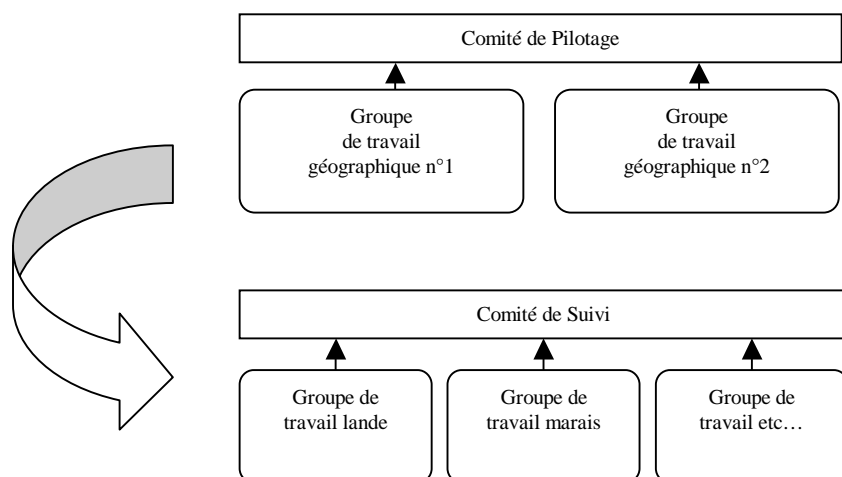 Comité de Pilotage
Groupe
de travail
géographique n°1
Groupe
de travail
géographique n°2
Comité de Suivi
Groupe de
travail lande
Groupe de
travail marais
Groupe de
travail etc…